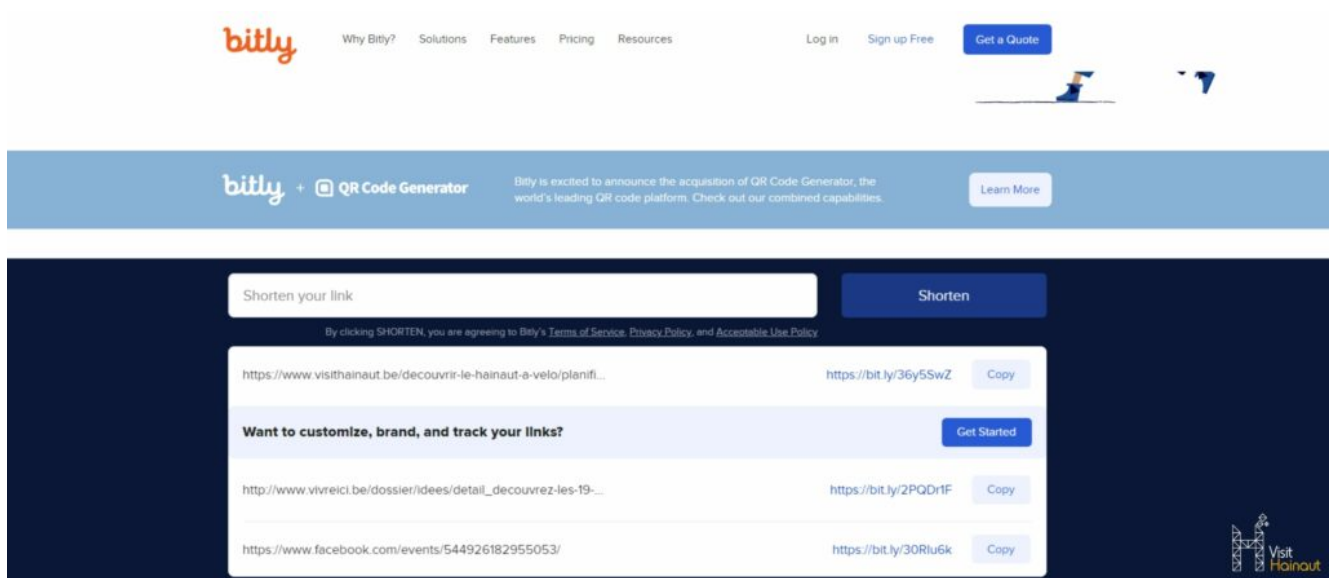 bitly Why Bitly? Solutions Features Pricing Resources Log in Sign up Free Get a Quote
bitly + QR Code Generator
Bitly is excited to announce the acquisition of QR Code Generator, the
world's leading QR code platform. Check out our combined capabilities.
Learn More
Shorten your link Shorten
By clicking SHORTEN, you are agreeing to Bitly's Terms of Service, Privacy Policy, and Acceptable Use Policy
https://www.visithainaut.be/decouvrir-le-hainaut-a-velo/planifi... https://bit.ly/36y5SwZ Copy
Want to customize, brand, and track your links? Get Started
http://www.vivreici.be/dossier/idees/detail_decouvrez-les-19-... https://bit.ly/2PQDr1F Copy
https://www.facebook.com/events/544926182955053/ https://bit.ly/30Rlu6k Copy
Visit
Hainaut